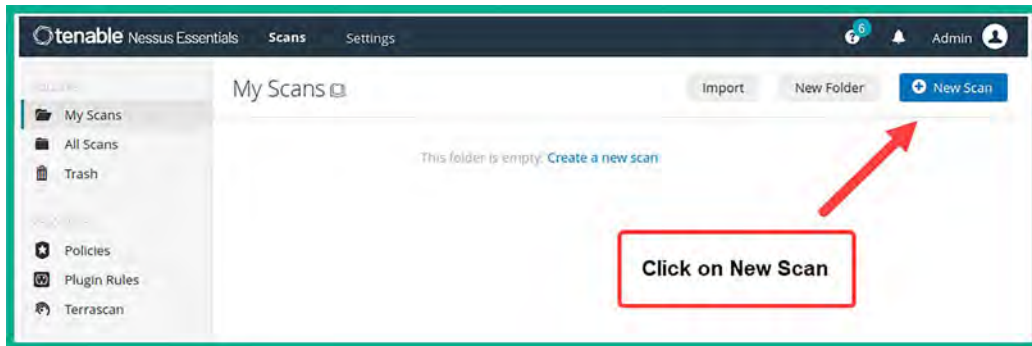 tenable Nessus Essentials Scans Settings 6 Admin
My Scans Import New Folder New Scan
My Scans
All Scans
Trash
This folder is empty. Create a new scan
Policies
Plugin Rules
Terrascan
Click on New Scan